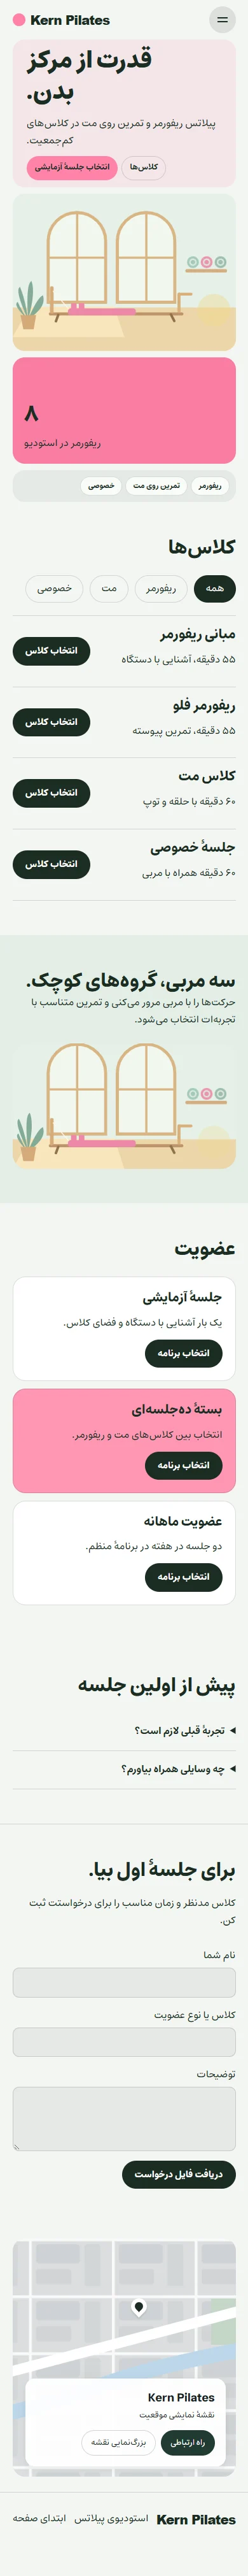 Kern Pilates
قدرت از مرکز
بدن.
پیلاتس ریفورمر و تمرین روی مت در کلاس‌های
کم‌جمعیت.
کلاس‌ها
انتخاب جلسهٔ آزمایشی
۸
ریفورمر در استودیو
ریفورمر
تمرین روی مت
خصوصی
کلاس‌ها
همه
ریفورمر
مت
خصوصی
مبانی ریفورمر
۵۵ دقیقه، آشنایی با دستگاه
انتخاب کلاس
ریفورمر فلو
۵۵ دقیقه، تمرین پیوسته
انتخاب کلاس
کلاس مت
۶۰ دقیقه با حلقه و توپ
انتخاب کلاس
جلسهٔ خصوصی
۶۰ دقیقه همراه با مربی
انتخاب کلاس
سه مربی، گروه‌های کوچک.
حرکت‌ها را با مربی مرور می‌کنی و تمرین متناسب با
تجربه‌ات انتخاب می‌شود.
عضویت
جلسهٔ آزمایشی
یک بار آشنایی با دستگاه و فضای کلاس.
انتخاب برنامه
بستهٔ ده‌جلسه‌ای
انتخاب بین کلاس‌های مت و ریفورمر.
انتخاب برنامه
عضویت ماهانه
دو جلسه در هفته در برنامهٔ منظم.
انتخاب برنامه
پیش از اولین جلسه
تجربهٔ قبلی لازم است؟
چه وسایلی همراه بیاورم؟
برای جلسهٔ اول بیا.
کلاس مدنظر و زمان مناسب را برای درخواستت ثبت
کن.
نام شما
کلاس یا نوع عضویت
توضیحات
دریافت فایل درخواست
Kern Pilates
نقشهٔ نمایشی موقعیت
راه ارتباطی
بزرگ‌نمایی نقشه
Kern Pilates
استودیوی پیلاتس
ابتدای صفحه